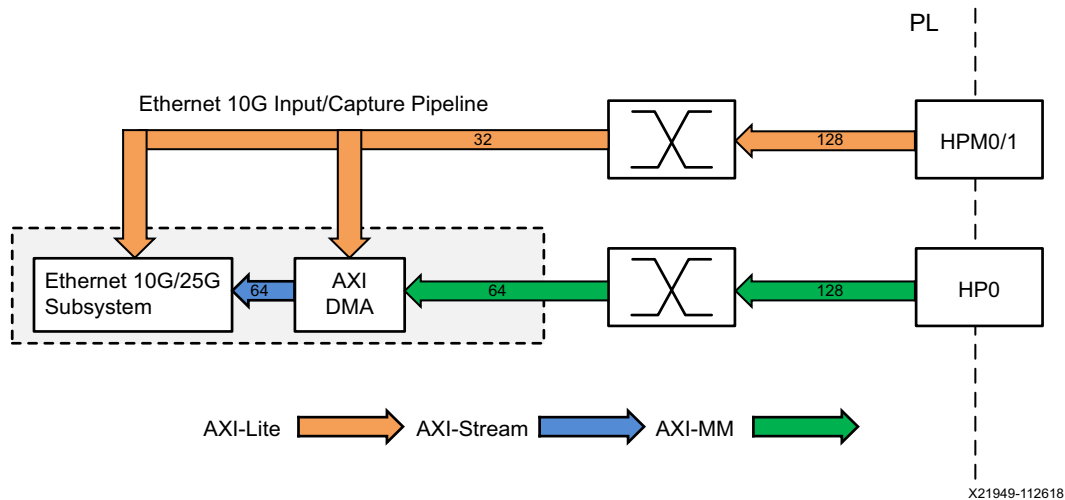 PL
Ethernet 10G Input/Capture Pipeline
32
128
HPM0/1
Ethernet 10G/25G
Subsystem
64
AXI
DMA
64
128
HP0
AXI-Lite
AXI-Stream
AXI-MM
X21949-112618